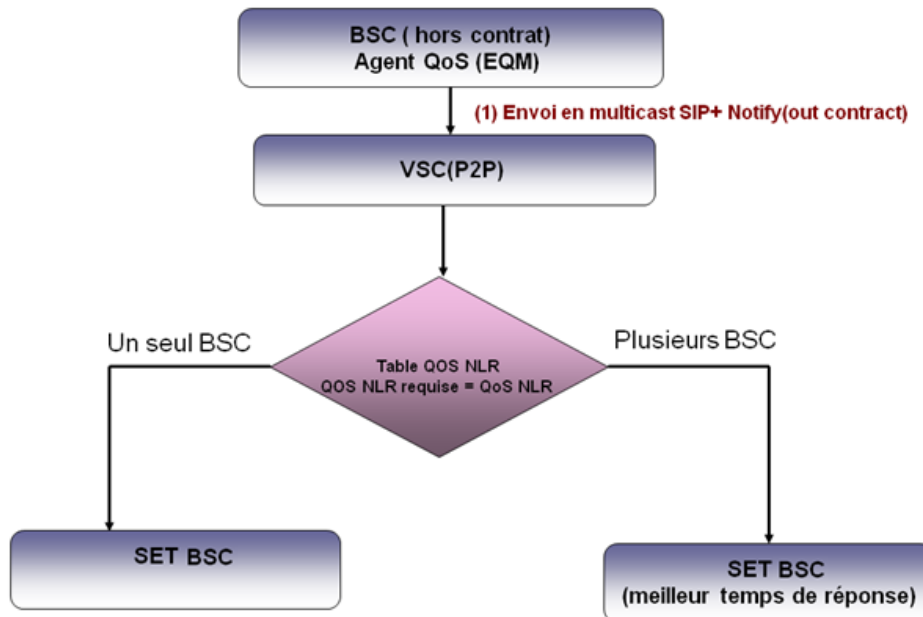 BSC ( hors contrat)
Agent QoS (EQM)
(1) Envoi en multicast SIP+ Notify(out contract)
VSC(P2P)
Un seul BSC
Plusieurs BSC
Table QOS NLR
QOS NLR requise = QoS NLR
SET BSC
SET BSC
(meilleur temps de réponse)